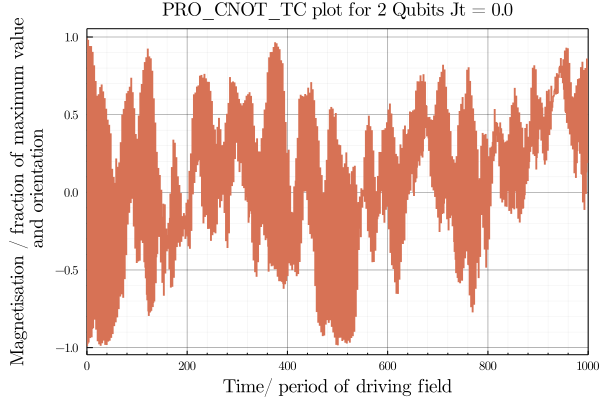 PRO_CNOT_TC plot for 2 Qubits Jt = 0.0
Magnetisation / fraction of maximum value
and orientation
1.0
0.5
0.0
−0.5
−1.0
0
200
400
600
800
1000
Time/ period of driving field